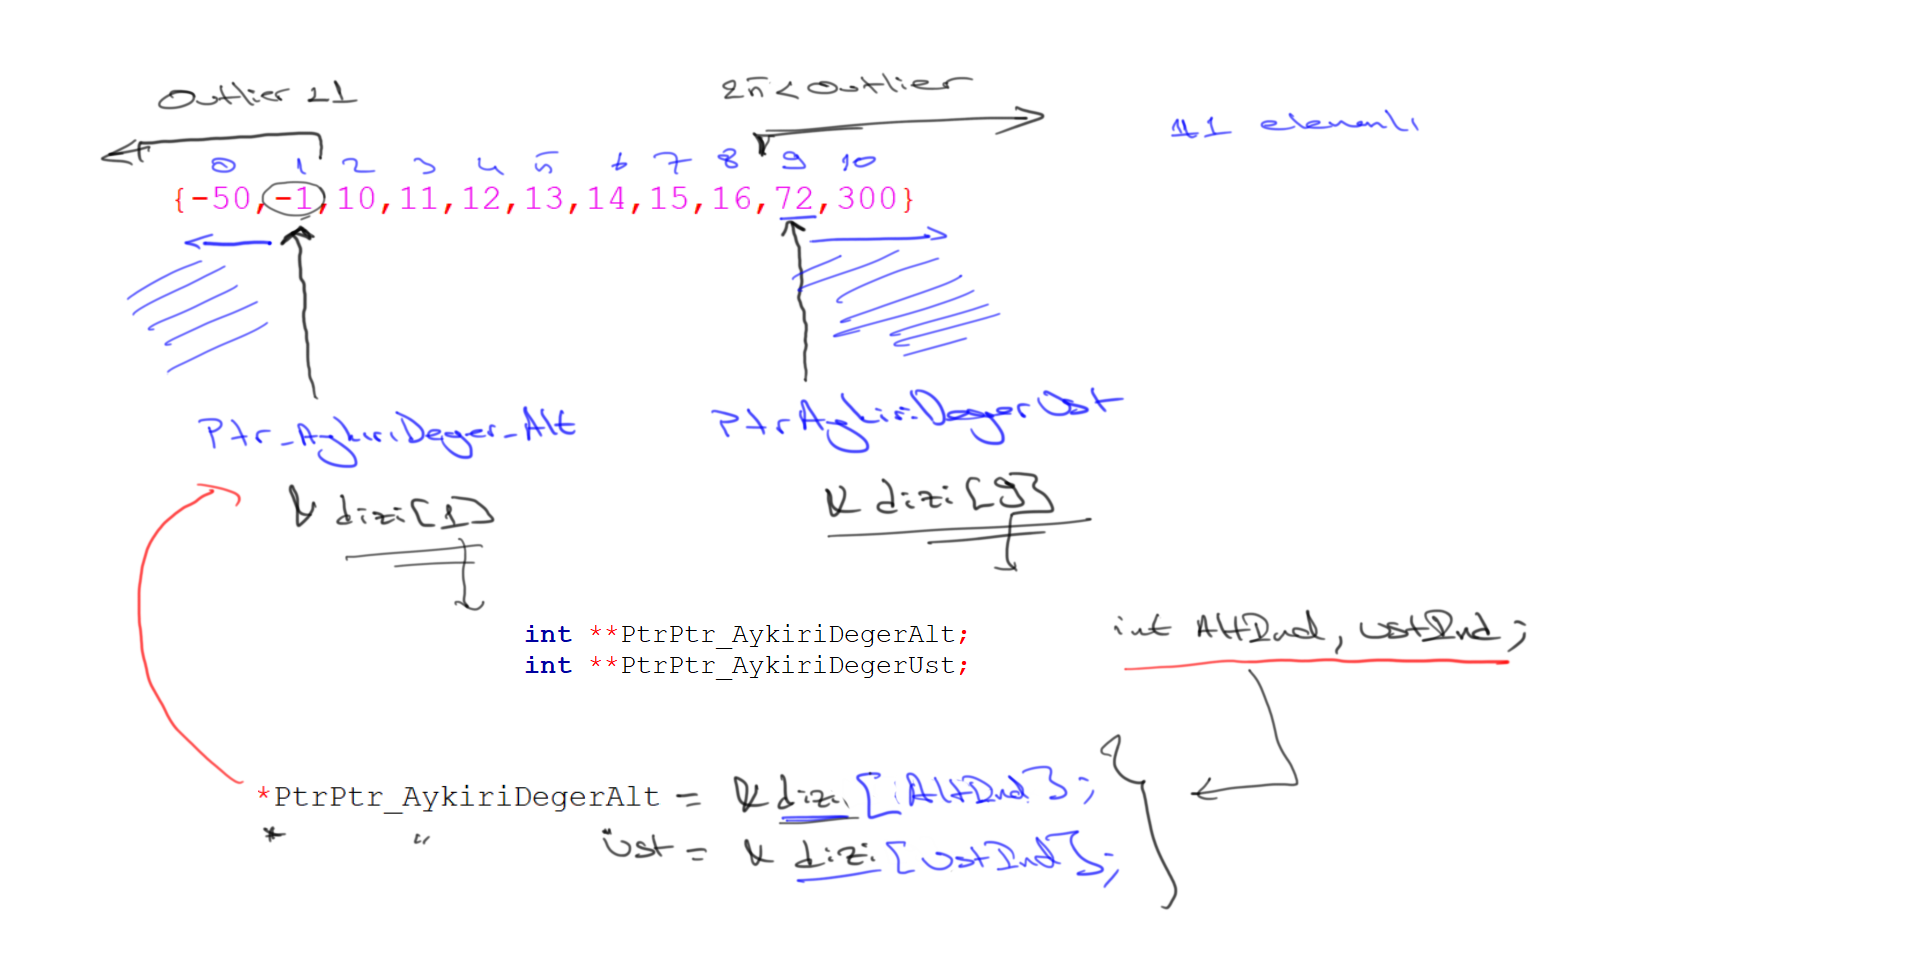 Outlier <1
25 < Outlier
11 elemanlı
0 1 2 3 4 5 6 7 8 9 10
{-50,-1,10,11,12,13,14,15,16,72,300}
Ptr_AykiriDeger_Alt
PtrAykiriDegerUst
& dizi[1]
& dizi[9]
int **PtrPtr_AykiriDegerAlt;
int **PtrPtr_AykiriDegerUst;
int AltInd, UstInd;
*PtrPtr_AykiriDegerAlt = & dizi[AltInd];
* " Üst = & dizi[UstInd];